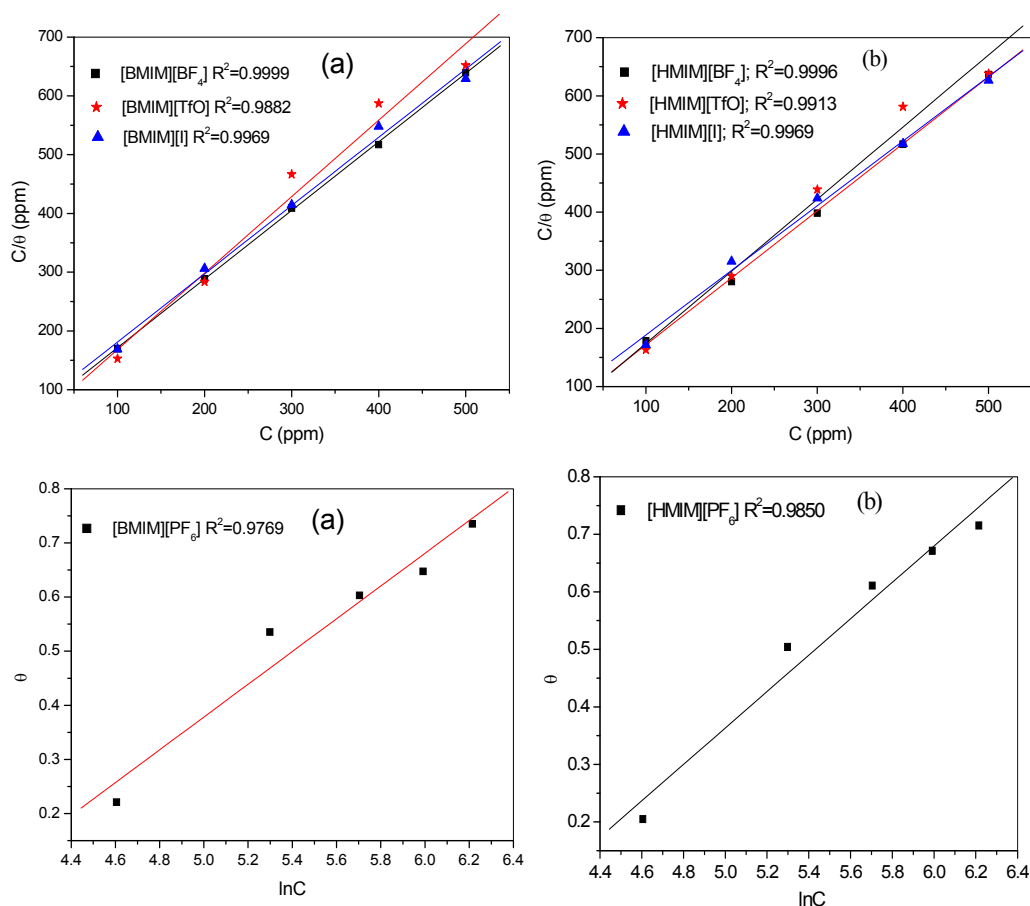 700
600
500
400
300
200
100
C/θ (ppm)
[BMIM][BF₄] R²=0.9999
[BMIM][TfO] R²=0.9882
[BMIM][I] R²=0.9969
(a)
100 200 300 400 500
C (ppm)
700
600
500
400
300
200
100
C/θ (ppm)
[HMIM][BF₄]; R²=0.9996
[HMIM][TfO]; R²=0.9913
[HMIM][I]; R²=0.9969
(b)
100 200 300 400 500
C (ppm)
0.8
0.7
0.6
0.5
0.4
0.3
0.2
θ
[BMIM][PF₆] R²=0.9769
(a)
4.4 4.6 4.8 5.0 5.2 5.4 5.6 5.8 6.0 6.2 6.4
lnC
0.8
0.7
0.6
0.5
0.4
0.3
0.2
θ
[HMIM][PF₆] R²=0.9850
(b)
4.4 4.6 4.8 5.0 5.2 5.4 5.6 5.8 6.0 6.2 6.4
lnC